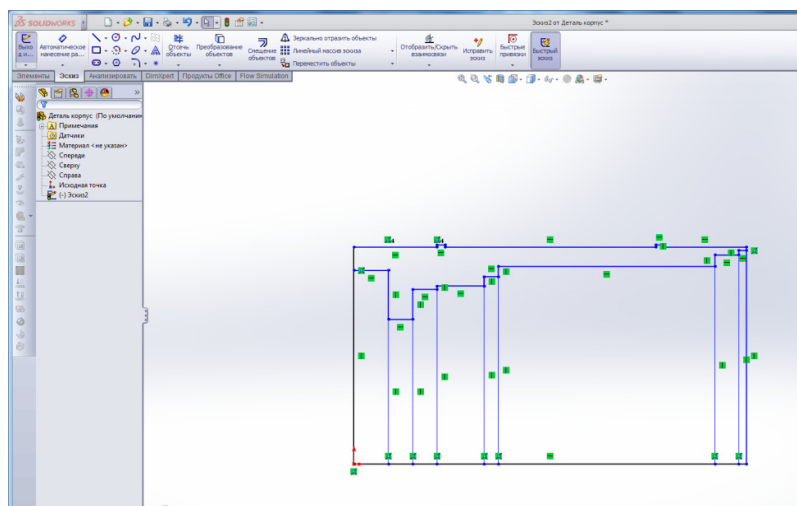 SOLIDWORKS
Эскиз2 от Деталь корпус *
Выхо
д и...
Автоматическое
нанесение ра...
Отсечь
объекты
Преобразование
объектов
Смещение
объектов
Зеркально отразить объекты
Линейный массив эскиза
Переместить объекты
Отобразить/Скрыть
взаимосвязи
Исправить
эскиз
Быстрые
привязки
Быстрый
эскиз
Элементы Эскиз Анализировать DimXpert Продукты Office Flow Simulation
Деталь корпус (По умолчани
Примечания
Датчики
Материал <не указан>
Спереди
Сверху
Справа
Исходная точка
(-) Эскиз2